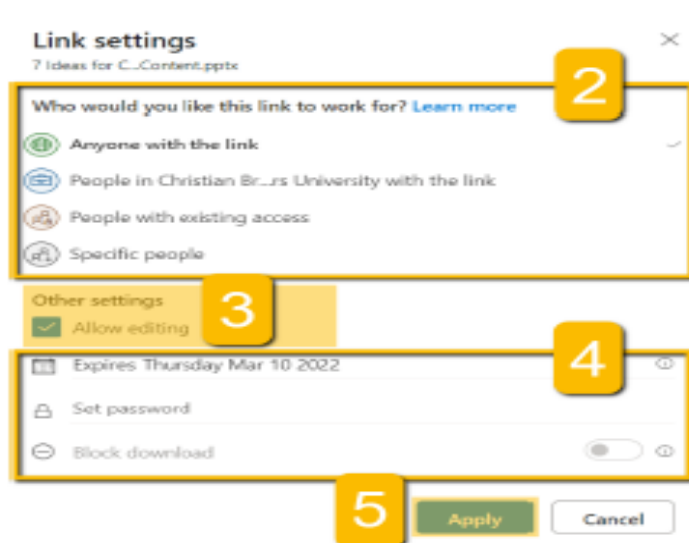 Link settings
7 Ideas for C...Content.pptx
2
Who would you like this link to work for? Learn more
Anyone with the link
People in Christian Br...rs University with the link
People with existing access
Specific people
Other settings
3
Allow editing
4
Expires Thursday Mar 10 2022
Set password
Block download
5
Apply
Cancel